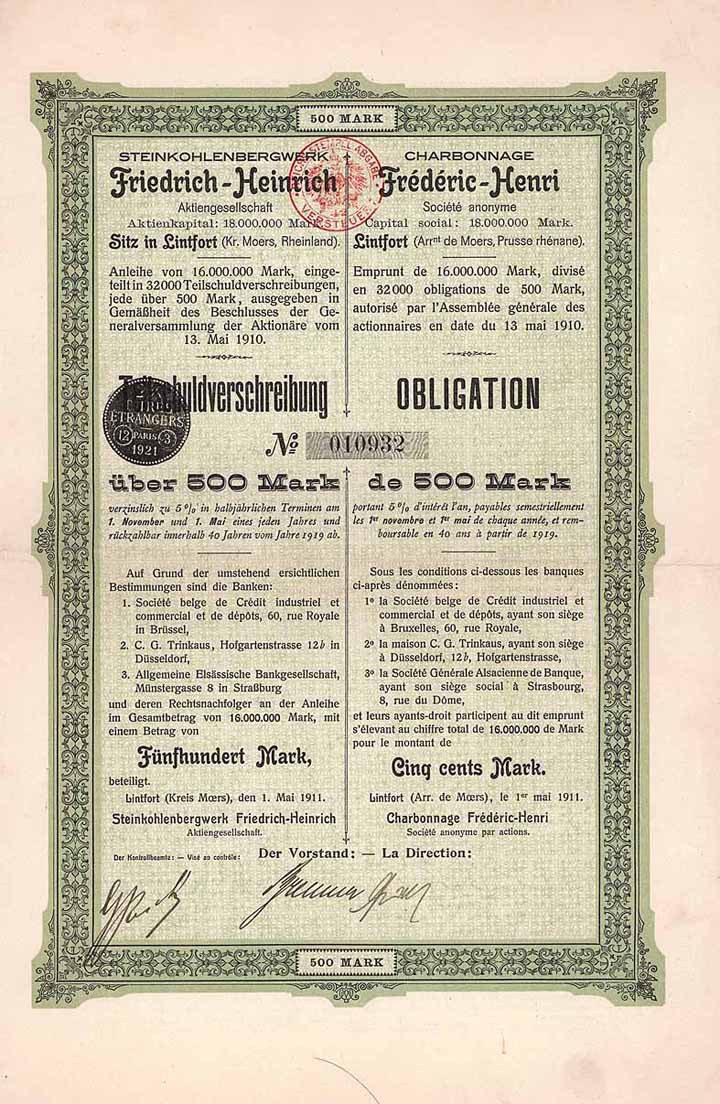 500 MARK
STEINKOHLENBERGWERK
Friedrich-Heinrich
Aktiengesellschaft
Aktienkapital: 18.000.000 Mark.
Sitz in Lintfort (Kr. Moers, Rheinland).
Anleihe von 16.000.000 Mark, einge-
teilt in 32000 Teilschuldverschreibungen,
jede über 500 Mark, ausgegeben in
Gemäßheit des Beschlusses der Ge-
neralversammlung der Aktionäre vom
13. Mai 1910.
Teilschuldverschreibung
CHARBONNAGE
Frédéric-Henri
Société anonyme
Capital social: 18.000.000 Mark.
Lintfort (Arrnt de Moers, Prusse rhénane).
Emprunt de 16.000.000 Mark, divisé
en 32000 obligations de 500 Mark,
autorisé par l'Assemblée générale des
actionnaires en date du 13 mai 1910.
OBLIGATION
REICHSSTEMPELABGABE
VERSTEUERT
ÉTRANGERS
12 PARIS 3
1921
No 010932
über 500 Mark
verzinslich zu 5% in halbjährlichen Terminen am
1. November und 1. Mai eines jeden Jahres und
rückzahlbar innerhalb 40 Jahren vom Jahre 1919 ab.
Auf Grund der umstehend ersichtlichen
Bestimmungen sind die Banken:
1. Société belge de Crédit industriel et
commercial et de dépôts, 60, rue Royale
in Brüssel,
2. C. G. Trinkaus, Hofgartenstrasse 12b in
Düsseldorf,
3. Allgemeine Elsässische Bankgesellschaft,
Münstergasse 8 in Straßburg
und deren Rechtsnachfolger an der Anleihe
im Gesamtbetrag von 16.000.000 Mark, mit
einem Betrag von
Fünfhundert Mark,
beteiligt.
Lintfort (Kreis Mœrs), den 1. Mai 1911.
Steinkohlenbergwerk Friedrich-Heinrich
Aktiengesellschaft.
de 500 Mark
portant 5% d'intérêt l'an, payables semestriellement
les 1er novembre et 1er mai de chaque année, et rem-
boursable en 40 ans à partir de 1919.
Sous les conditions ci-dessous les banques
ci-après dénommées:
1o la Société belge de Crédit industriel et
commercial et de dépôts, ayant son siège
à Bruxelles, 60, rue Royale,
2o la maison C. G. Trinkaus, ayant son siège
à Düsseldorf, 12b, Hofgartenstrasse,
3o la Société Générale Alsacienne de Banque,
ayant son siège social à Strasbourg,
8, rue du Dôme,
et leurs ayants-droit participent au dit emprunt
s'élevant au chiffre total de 16.000.000 de Mark
pour le montant de
Cinq cents Mark.
Lintfort (Arr. de Mœrs), le 1er mai 1911.
Charbonnage Frédéric-Henri
Société anonyme par actions.
Der Kontrollbeamte: — Visé au contrôle:
Der Vorstand: — La Direction:
500 MARK